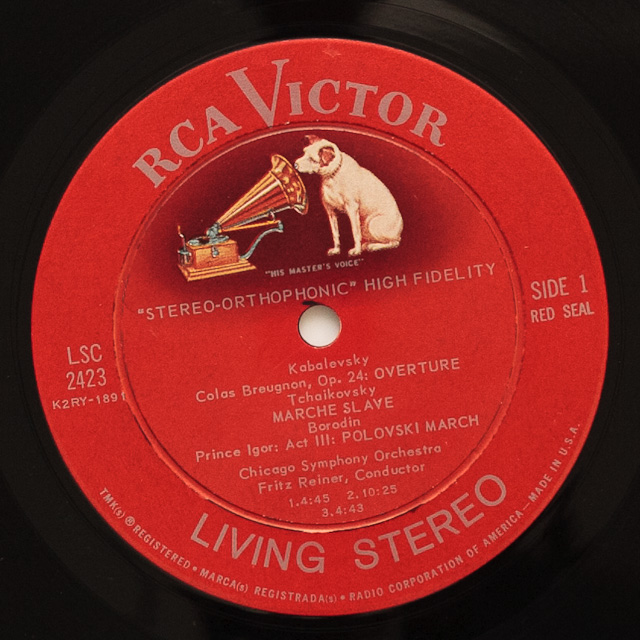 RCA VICTOR
"HIS MASTER'S VOICE"
"STEREO-ORTHOPHONIC" HIGH FIDELITY
SIDE 1
RED SEAL
LSC
2423
K2RY-1891
Kabalevsky
Colas Breugnon, Op. 24: OVERTURE
Tchaikovsky
MARCHE SLAVE
Borodin
Prince Igor: Act III: POLOVSKI MARCH
Chicago Symphony Orchestra
Fritz Reiner, Conductor
1.4:45 2.10:25
3.4:43
LIVING STEREO
TMK(s) ® REGISTERED • MARCA(s) REGISTRADA(s) • RADIO CORPORATION OF AMERICA—MADE IN U.S.A.